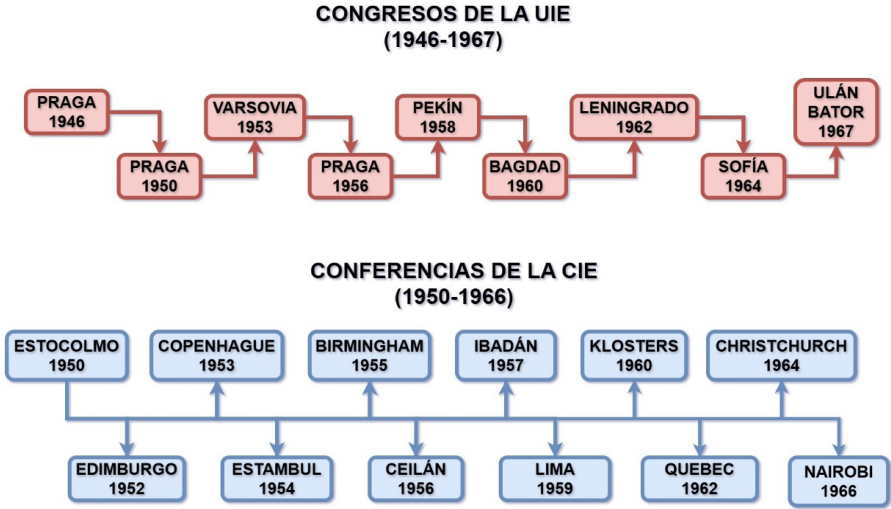 CONGRESOS DE LA UIE
(1946-1967)
PRAGA
1946
PRAGA
1950
VARSOVIA
1953
PRAGA
1956
PEKÍN
1958
BAGDAD
1960
LENINGRADO
1962
SOFÍA
1964
ULÁN
BATOR
1967
CONFERENCIAS DE LA CIE
(1950-1966)
ESTOCOLMO
1950
EDIMBURGO
1952
COPENHAGUE
1953
ESTAMBUL
1954
BIRMINGHAM
1955
CEILÁN
1956
IBADÁN
1957
LIMA
1959
KLOSTERS
1960
QUEBEC
1962
CHRISTCHURCH
1964
NAIROBI
1966